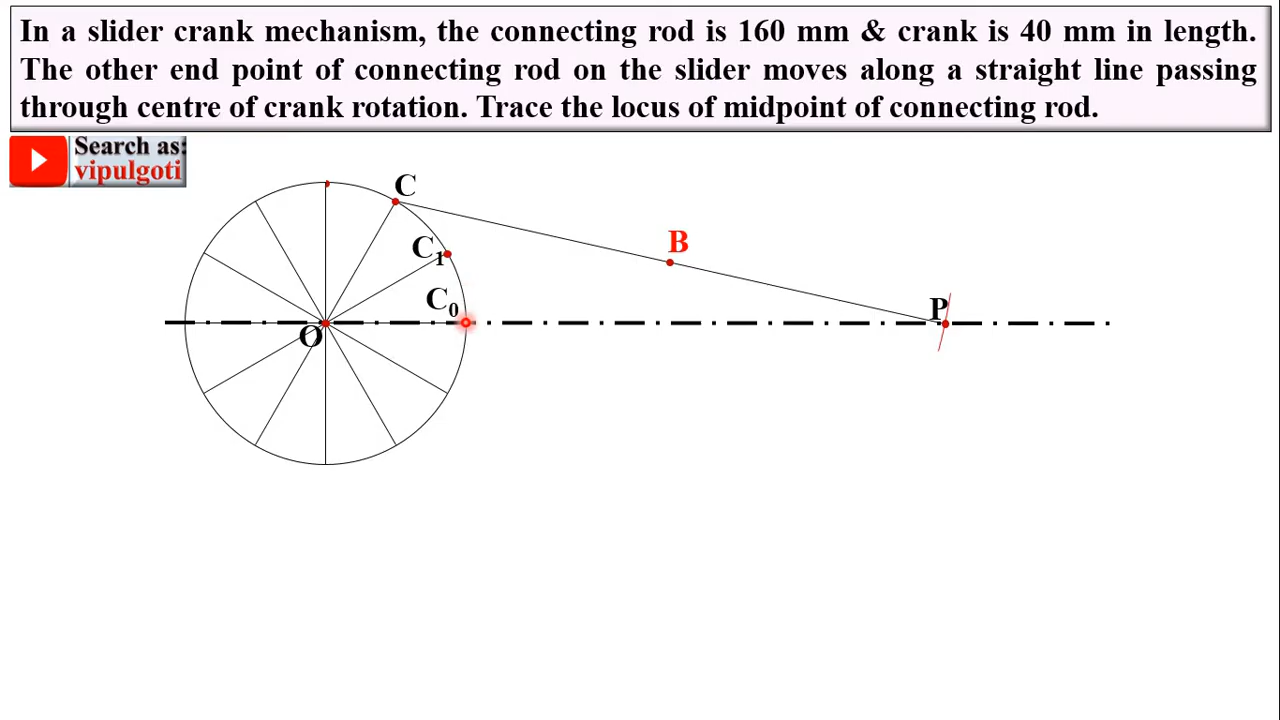 In a slider crank mechanism, the connecting rod is 160 mm & crank is 40 mm in length.
The other end point of connecting rod on the slider moves along a straight line passing
through centre of crank rotation. Trace the locus of midpoint of connecting rod.
Search as:
vipulgoti
C
B
C1
C0
P
O